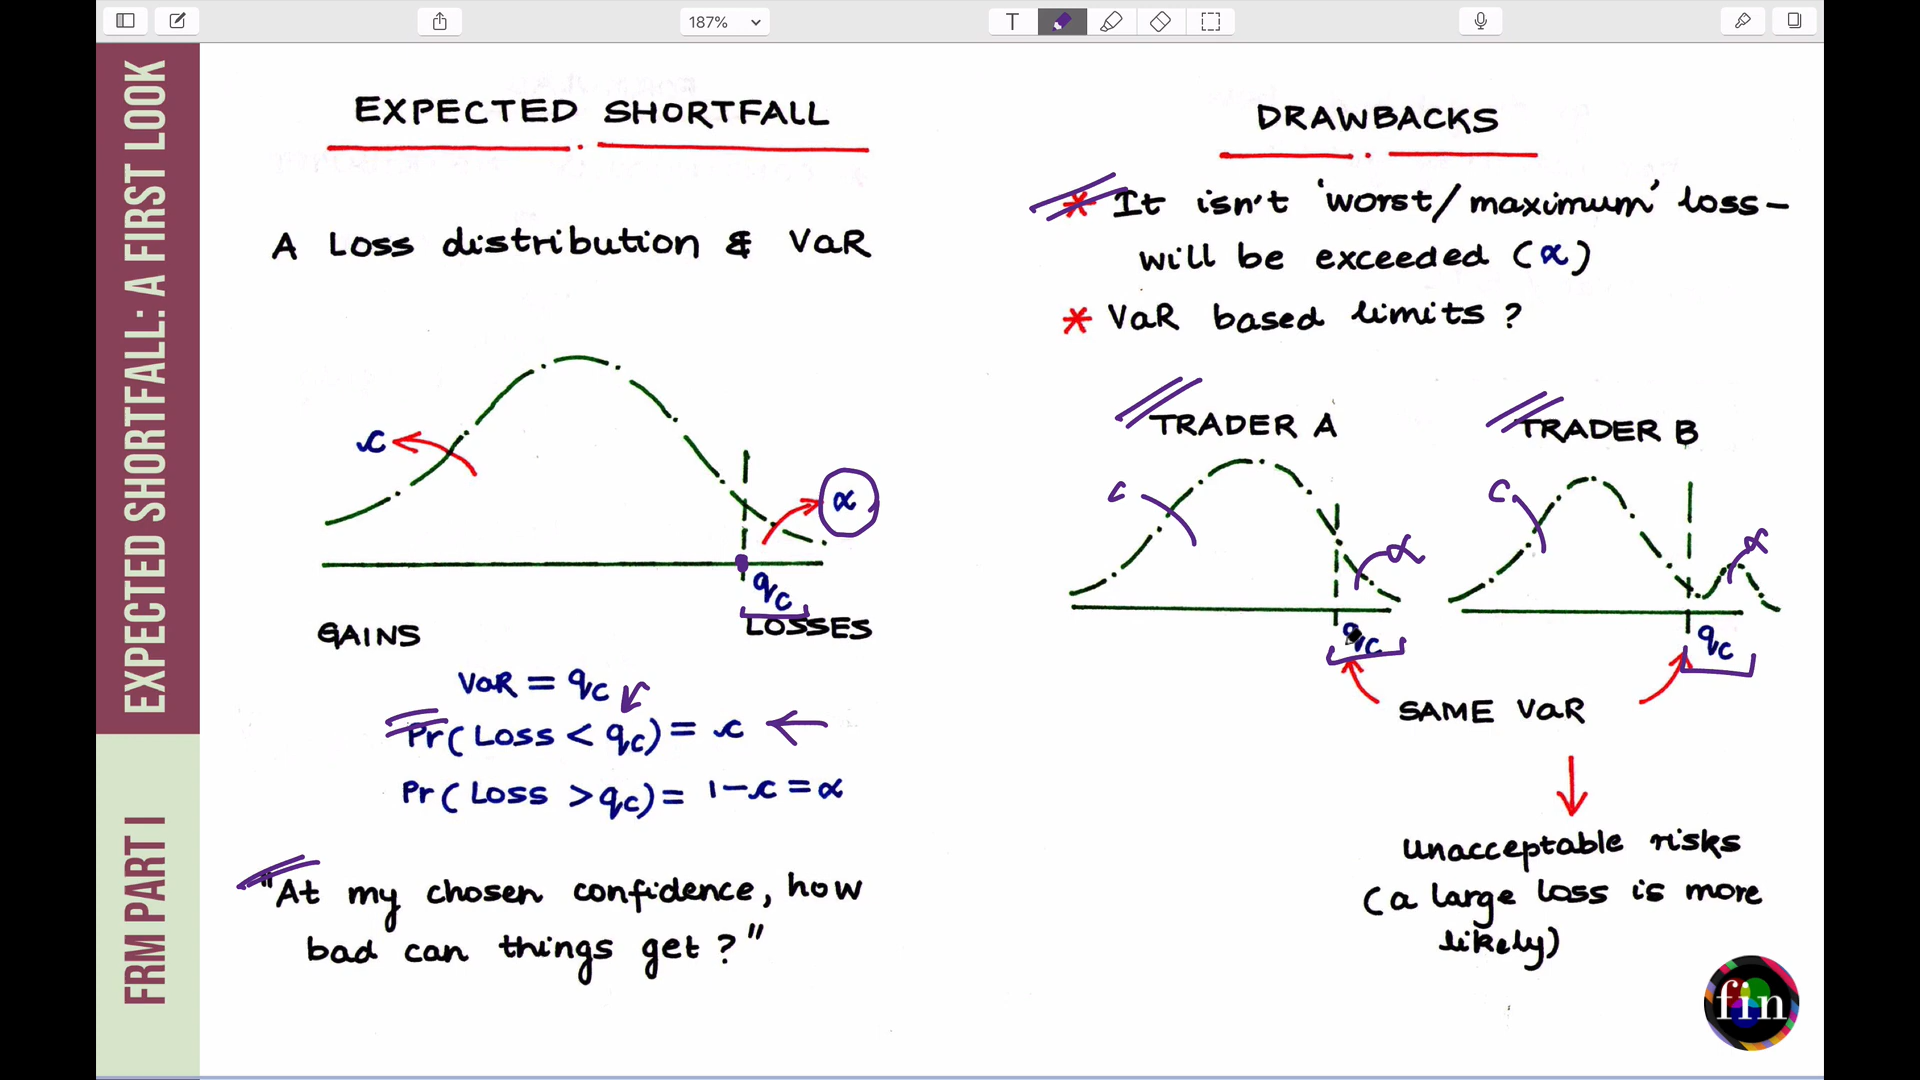 187%
T
EXPECTED SHORTFALL: A FIRST LOOK
FRM PART I
EXPECTED SHORTFALL
A Loss distribution & VaR
c
α
qc
GAINS
LOSSES
VaR = qc
Pr(Loss < qc) = c
Pr(Loss > qc) = 1-c = α
"At my chosen confidence, how
bad can things get?"
DRAWBACKS
* It isn't 'worst/maximum' loss -
will be exceeded (α)
* VaR based limits?
TRADER A
TRADER B
c
α
c
α
qc
qc
SAME VaR
unacceptable risks
(a large loss is more
likely)
fin